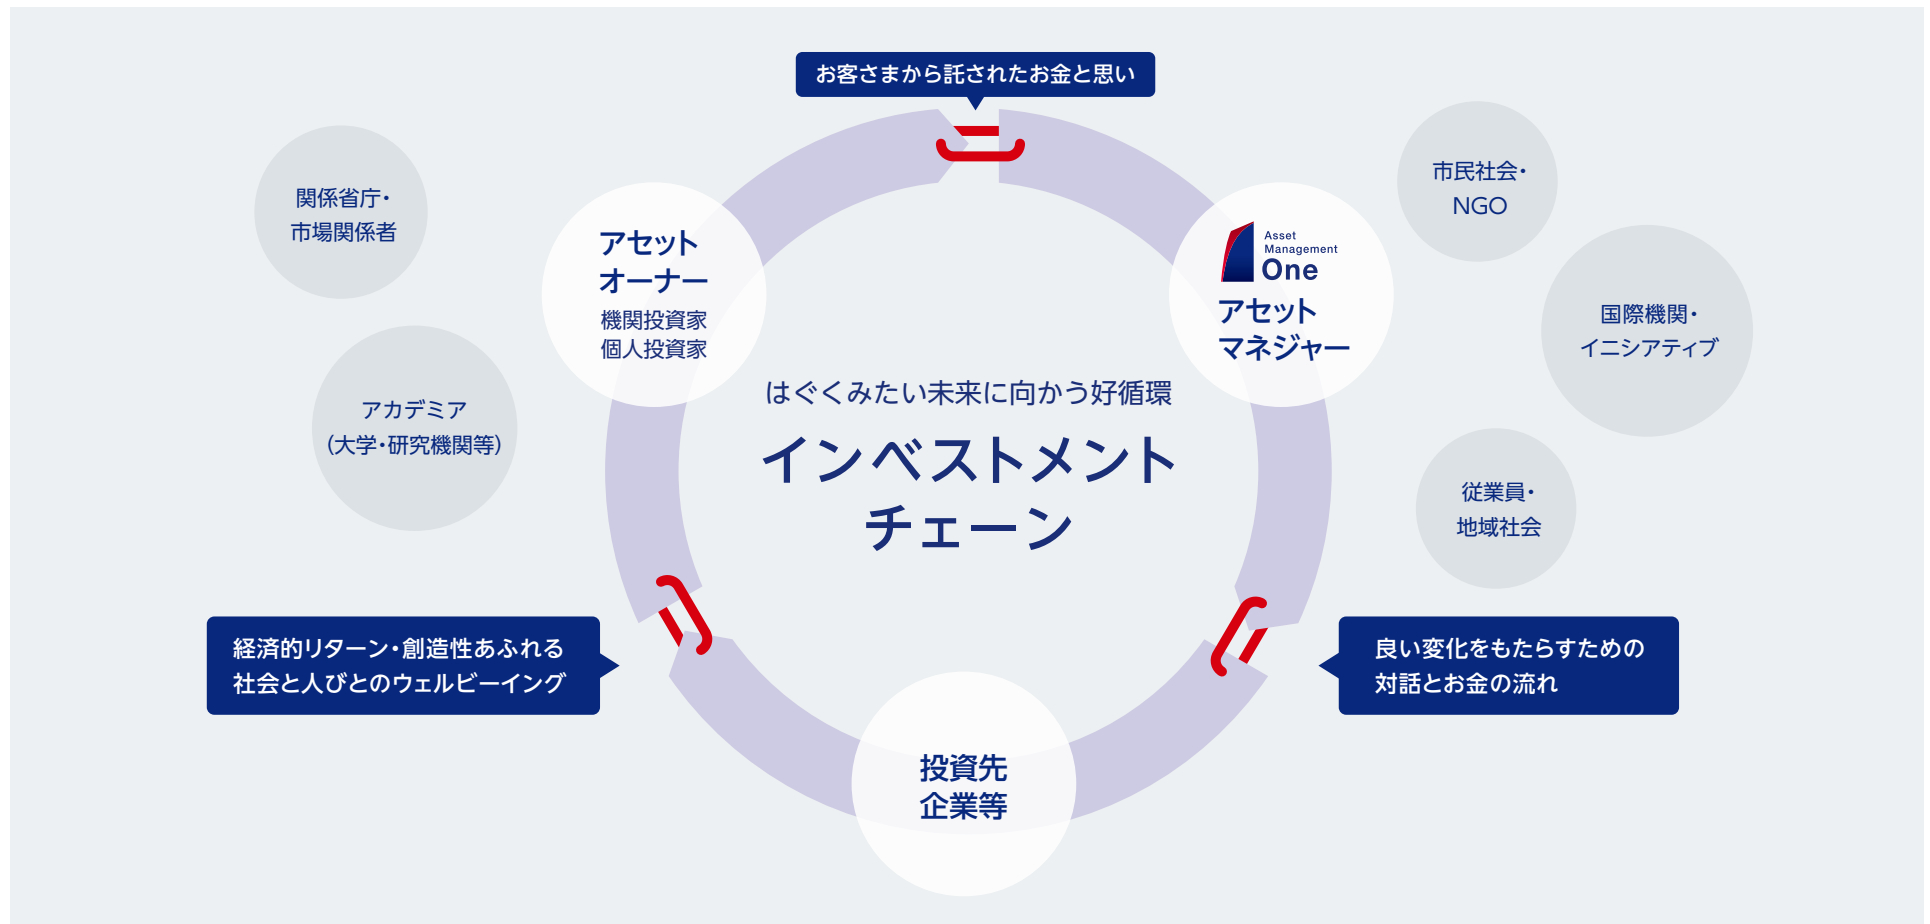 お客さまから託されたお金と思い
関係省庁・
市場関係者
アカデミア
（大学・研究機関等）
アセット
オーナー
機関投資家
個人投資家
Asset
Management
One
アセット
マネジャー
市民社会・
NGO
国際機関・
イニシアティブ
従業員・
地域社会
はぐくみたい未来に向かう好循環
インベストメント
チェーン
経済的リターン・創造性あふれる
社会と人びとのウェルビーイング
良い変化をもたらすための
対話とお金の流れ
投資先
企業等